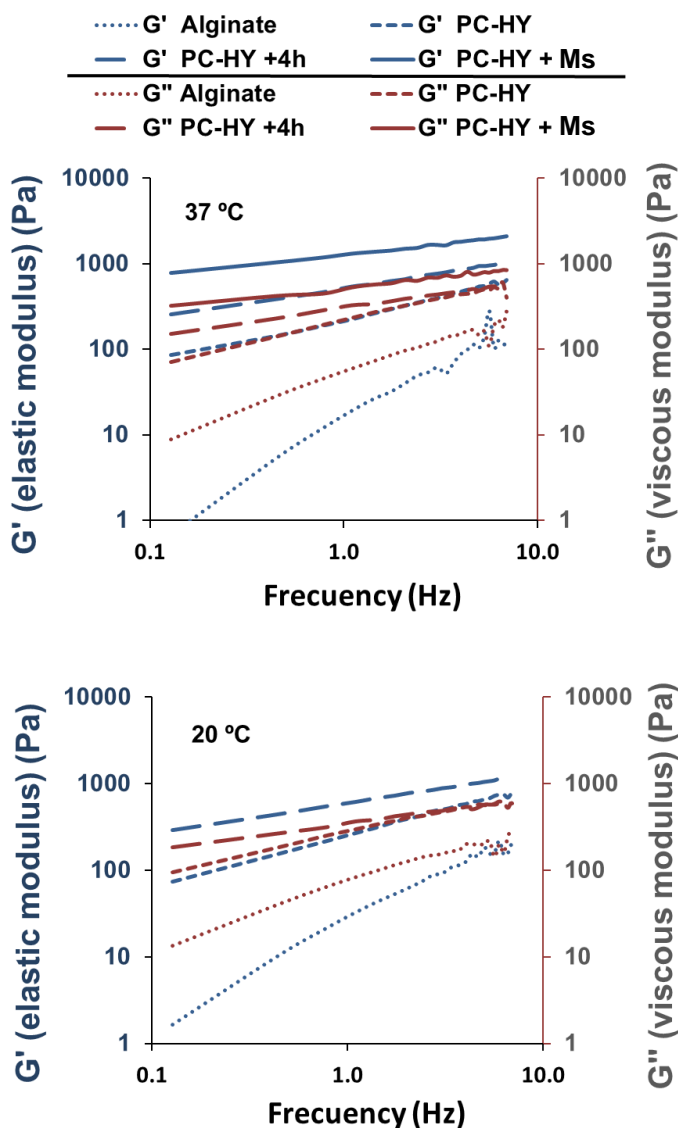 G' Alginate G' PC-HY
G' PC-HY +4h G' PC-HY + Ms
G" Alginate G" PC-HY
G" PC-HY +4h G" PC-HY + Ms
G' (elastic modulus) (Pa)
10000
1000
100
10
1
37 ºC
10000
1000
100
10
1
G" (visccous modulus) (Pa)
0.1 1.0 10.0
Frecuency (Hz)
G' (elastic modulus) (Pa)
10000
1000
100
10
1
20 ºC
10000
1000
100
10
1
G" (visccous modulus) (Pa)
0.1 1.0 10.0
Frecuency (Hz)